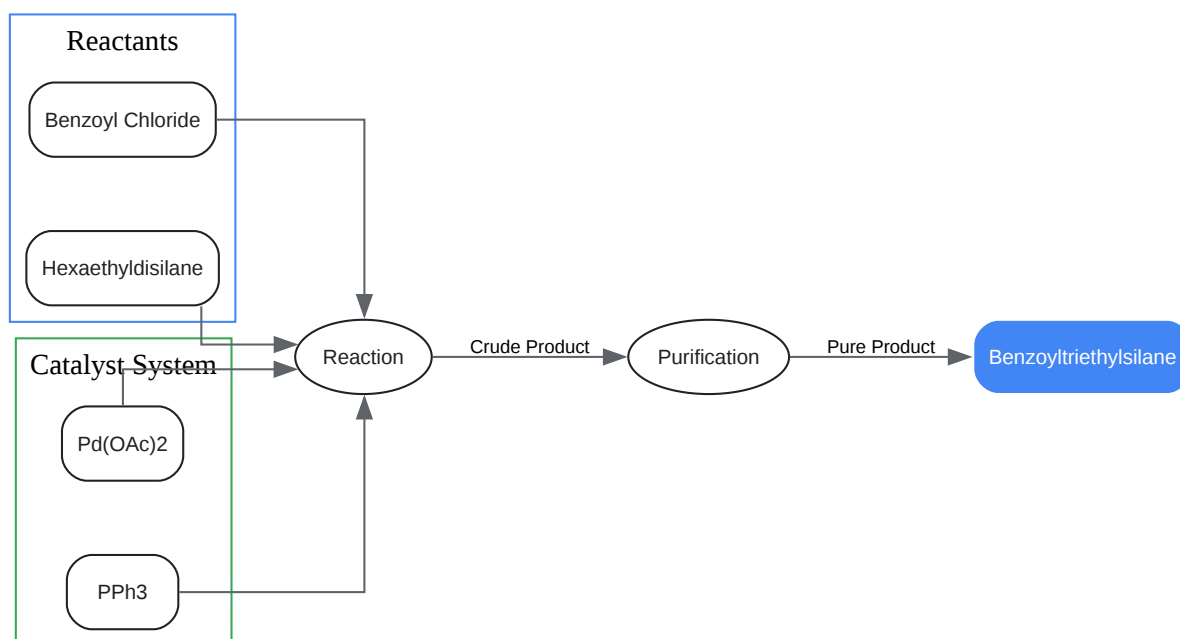 Reactants
Benzoyl Chloride
Hexaethyldisilane
Catalyst System
Pd(OAc)2
PPh3
Reaction
Crude Product
Purification
Pure Product
Benzoyltriethylsilane